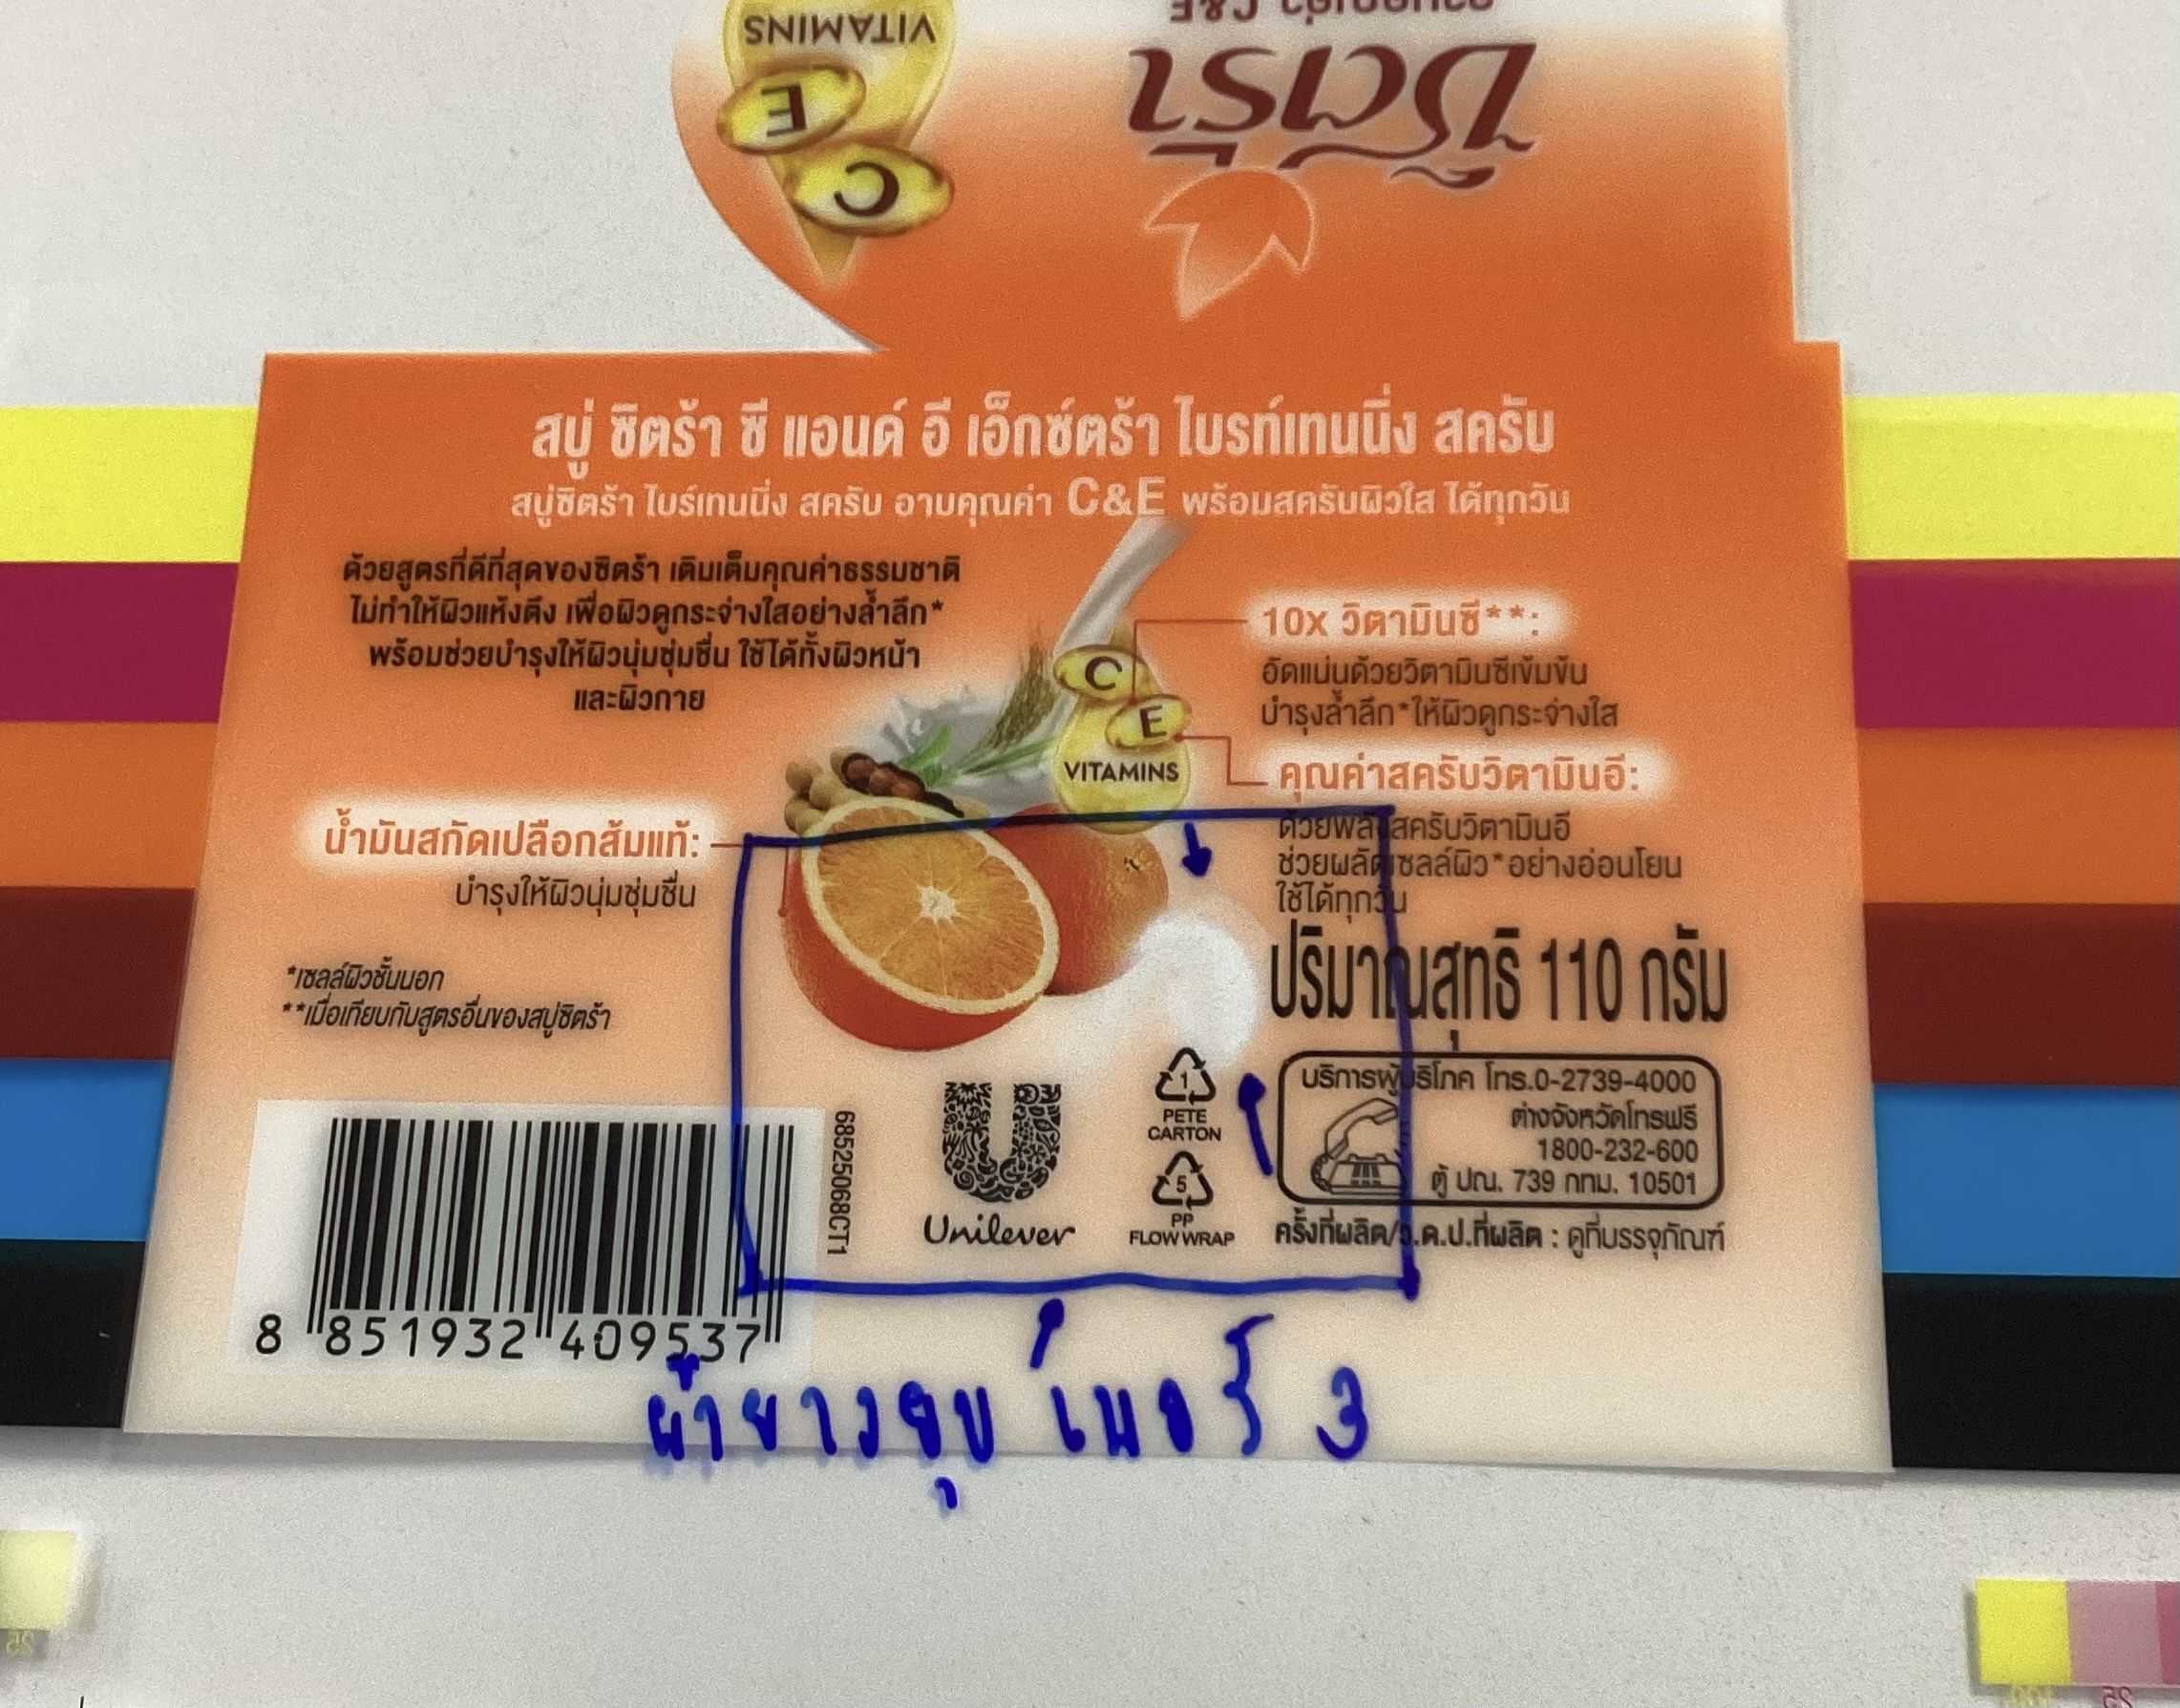 ซิตร้า
C
E
VITAMINS
สบู่ ซิตร้า ซี แอนด์ อี เอ็กซ์ตร้า ไบรท์เทนนิ่ง สครับ
สบู่ซิตร้า ไบร์เทนนิ่ง สครับ อาบคุณค่า C&E พร้อมสครับผิวใส ได้ทุกวัน
ด้วยสูตรที่ดีที่สุดของซิตร้า เติมเต็มคุณค่าธรรมชาติ
ไม่ทำให้ผิวแห้งตึง เพื่อผิวดูกระจ่างใสอย่างล้ำลึก*
พร้อมช่วยบำรุงให้ผิวนุ่มชุ่มชื่น ใช้ได้ทั้งผิวหน้า
และผิวกาย
C
E
VITAMINS
10x วิตามินซี**:
อัดแน่นด้วยวิตามินซีเข้มข้น
บำรุงล้ำลึก*ให้ผิวดูกระจ่างใส
คุณค่าสครับวิตามินอี:
ด้วยพลังสครับวิตามินอี
ช่วยผลัดเซลล์ผิว*อย่างอ่อนโยน
ใช้ได้ทุกวัน
น้ำมันสกัดเปลือกส้มแท้:
บำรุงให้ผิวนุ่มชุ่มชื่น
*เซลล์ผิวชั้นนอก
**เมื่อเทียบกับสูตรอื่นของสบู่ซิตร้า
ปริมาณสุทธิ 110 กรัม
บริการผู้บริโภค โทร.0-2739-4000
ต่างจังหวัดโทรฟรี
1800-232-600
ตู้ ปณ. 739 กทม. 10501
ครั้งที่ผลิต/ว.ด.ป.ที่ผลิต : ดูที่บรรจุภัณฑ์
1
PETE
CARTON
5
PP
FLOW WRAP
Unilever
68525068CT1
8 851932 409537
ผ้ายางยุบ เบอร์ 3